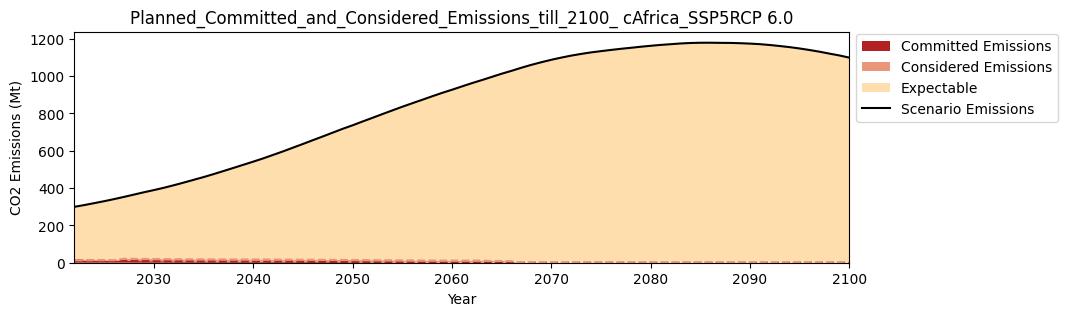 Planned_Committed_and_Considered_Emissions_till_2100_ cAfrica_SSP5RCP 6.0
CO2 Emissions (Mt)
1200
1000
800
600
400
200
0
2030 2040 2050 2060 2070 2080 2090 2100
Year
Committed Emissions
Considered Emissions
Expectable
Scenario Emissions